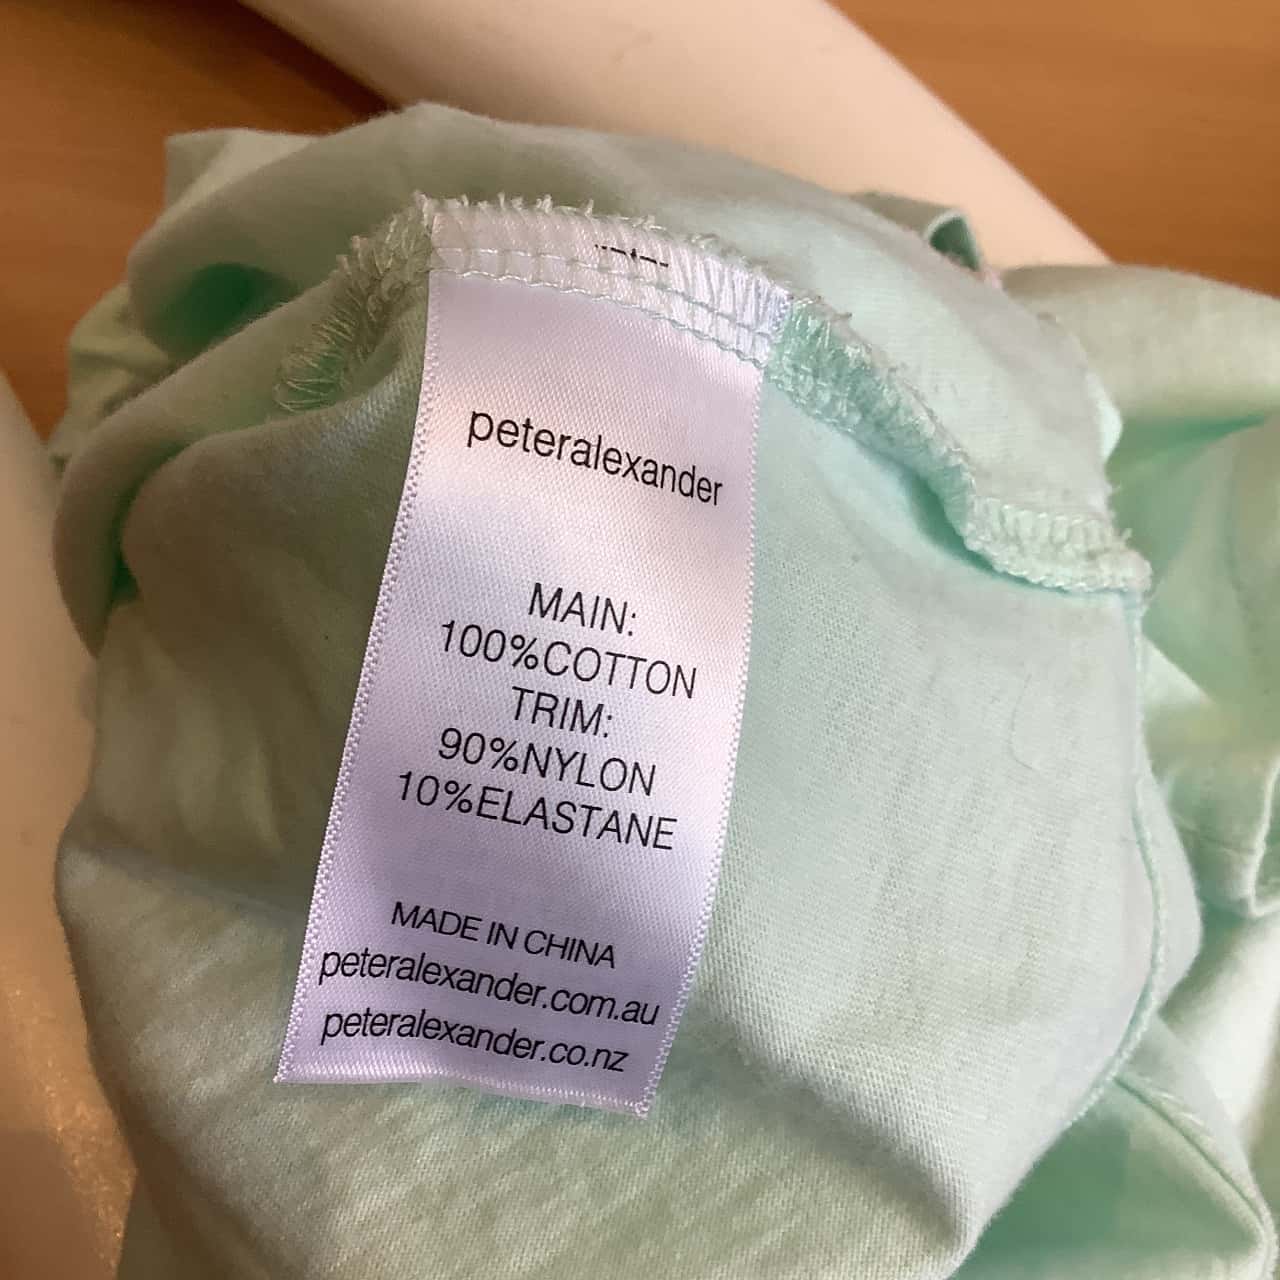 peteralexander
MAIN:
100%COTTON
TRIM:
90%NYLON
10%ELASTANE
MADE IN CHINA
peteralexander.com.au
peteralexander.co.nz